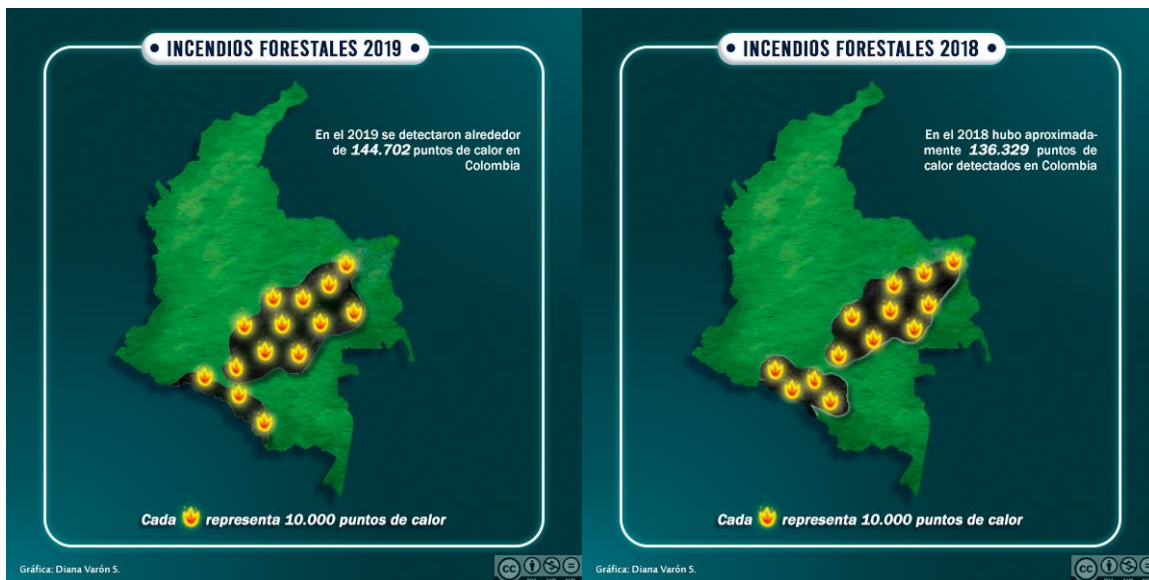 • INCENDIOS FORESTALES 2019 •
En el 2019 se detectaron alrededor
de 144.702 puntos de calor en
Colombia
Cada representa 10.000 puntos de calor
Gráfica: Diana Varón S.
cc
• INCENDIOS FORESTALES 2018 •
En el 2018 hubo aproximada-
mente 136.329 puntos de
calor detectados en Colombia
Cada representa 10.000 puntos de calor
Gráfica: Diana Varón S.
cc